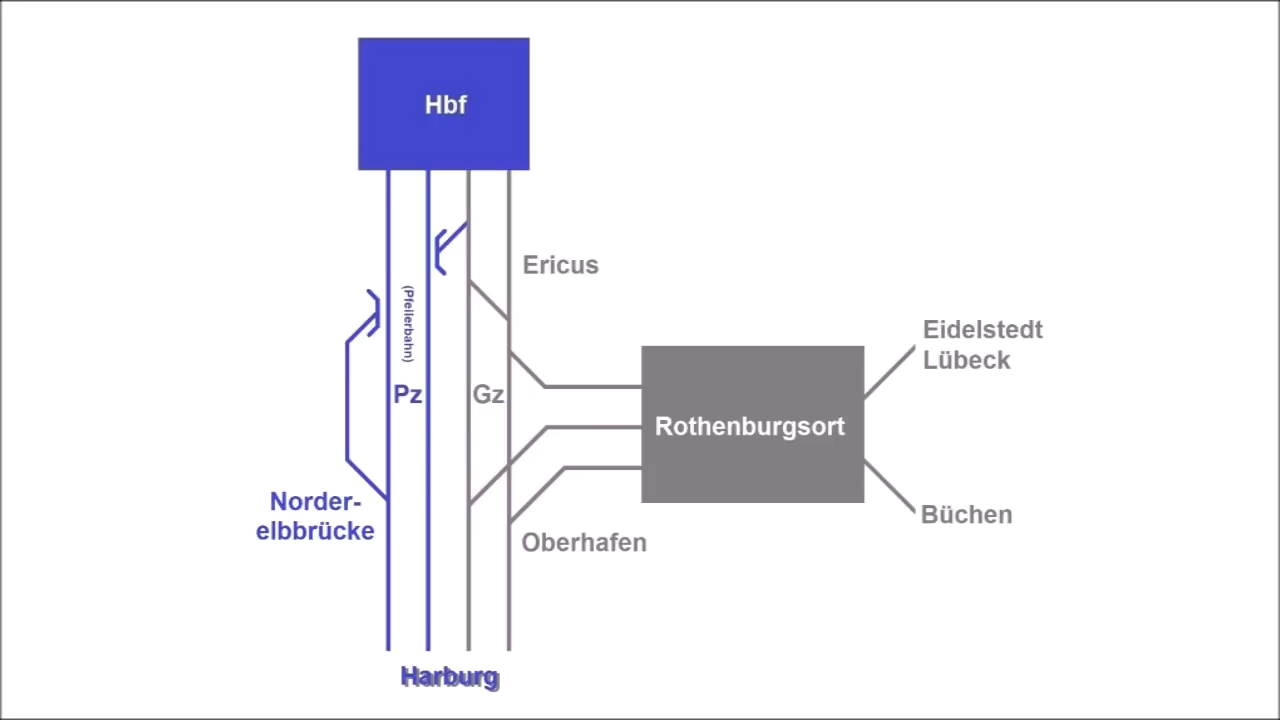 Hbf
Ericus
(Pfeilerbahn)
Eidelstedt
Lübeck
Pz
Gz
Rothenburgsort
Norder-
elbbrücke
Büchen
Oberhafen
Harburg